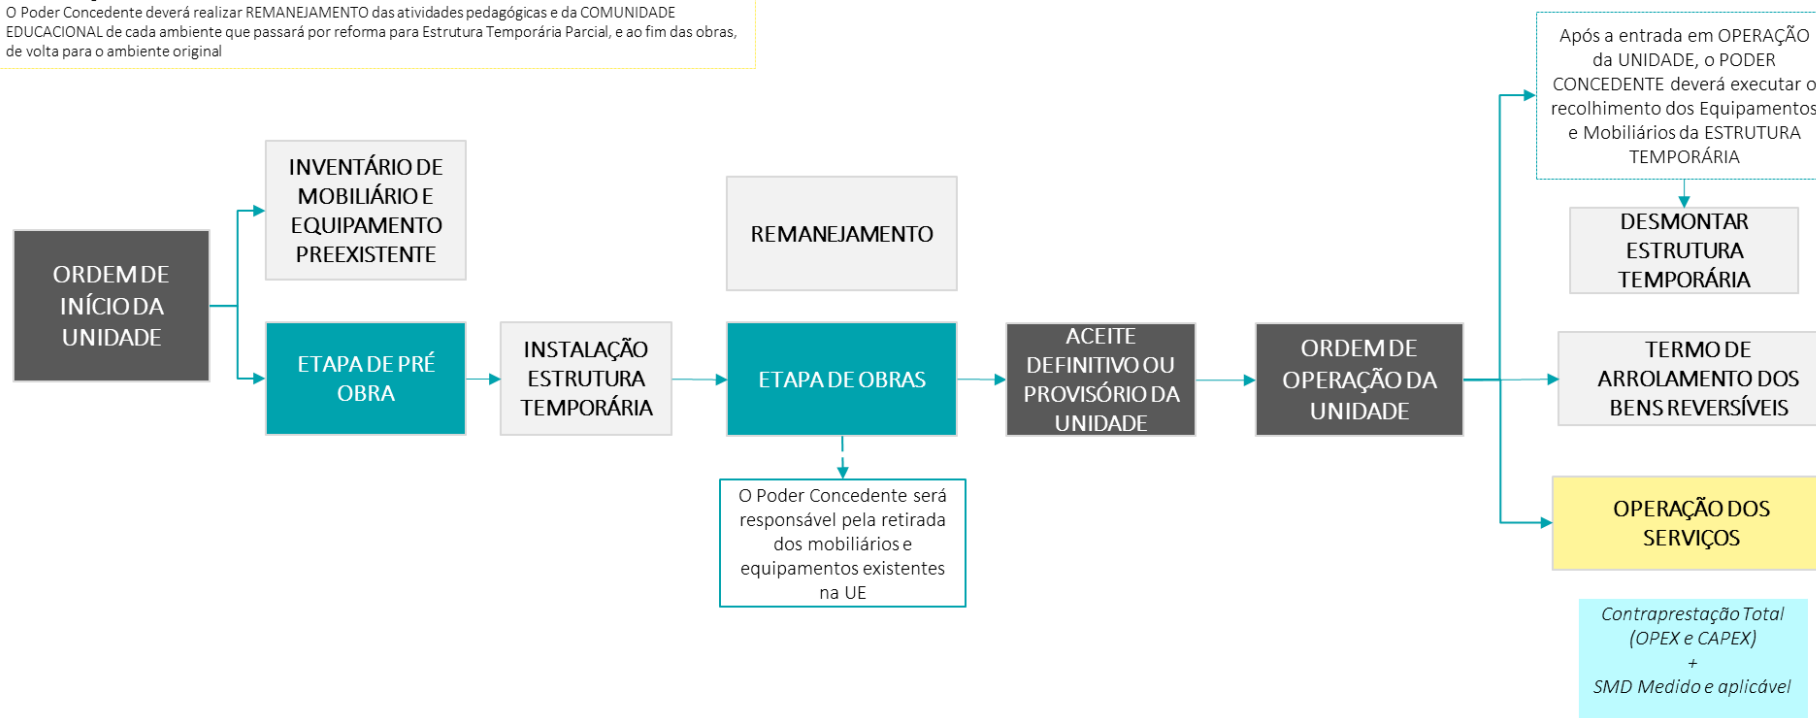 O Poder Concedente deverá realizar REMANEJAMENTO das atividades pedagógicas e da COMUNIDADE
EDUCACIONAL de cada ambiente que passará por reforma para Estrutura Temporária Parcial, e ao fim das obras,
de volta para o ambiente original
ORDEM DE
INÍCIO DA
UNIDADE
INVENTÁRIO DE
MOBILIÁRIO E
EQUIPAMENTO
PREEXISTENTE
ETAPA DE PRÉ
OBRA
INSTALAÇÃO
ESTRUTURA
TEMPORÁRIA
REMANEJAMENTO
ETAPA DE OBRAS
O Poder Concedente será
responsável pela retirada
dos mobiliários e
equipamentos existentes
na UE
ACEITE
DEFINITIVO OU
PROVISÓRIO DA
UNIDADE
ORDEM DE
OPERAÇÃO DA
UNIDADE
Após a entrada em OPERAÇÃO
da UNIDADE, o PODER
CONCEDENTE deverá executar o
recolhimento dos Equipamentos
e Mobiliários da ESTRUTURA
TEMPORÁRIA
DESMONTAR
ESTRUTURA
TEMPORÁRIA
TERMO DE
ARROLAMENTO DOS
BENS REVERSÍVEIS
OPERAÇÃO DOS
SERVIÇOS
Contraprestação Total
(OPEX e CAPEX)
+
SMD Medido e aplicável